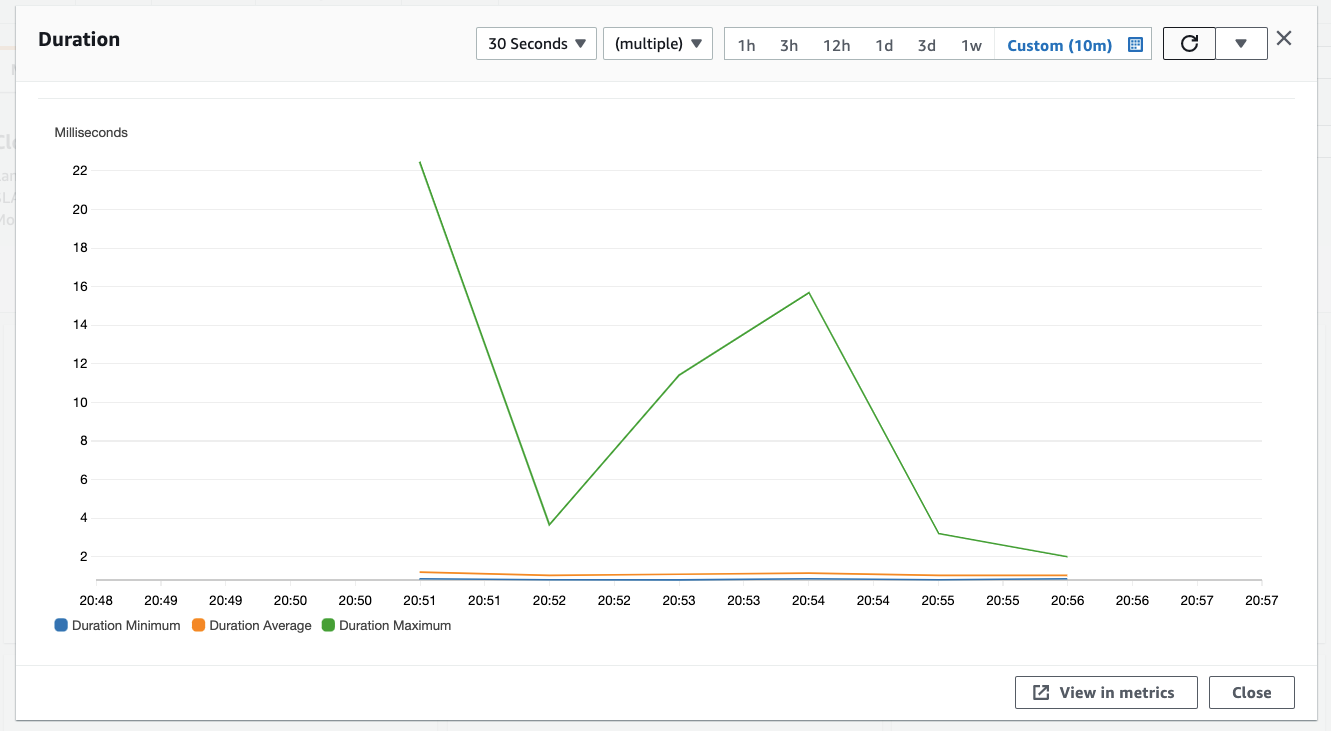 Duration
30 Seconds ▼ (multiple) ▼ 1h 3h 12h 1d 3d 1w Custom (10m)
Milliseconds
22
20
18
16
14
12
10
8
6
4
2
20:48 20:49 20:49 20:50 20:50 20:51 20:51 20:52 20:52 20:53 20:53 20:54 20:54 20:55 20:55 20:56 20:56 20:57 20:57
Duration Minimum Duration Average Duration Maximum
View in metrics Close